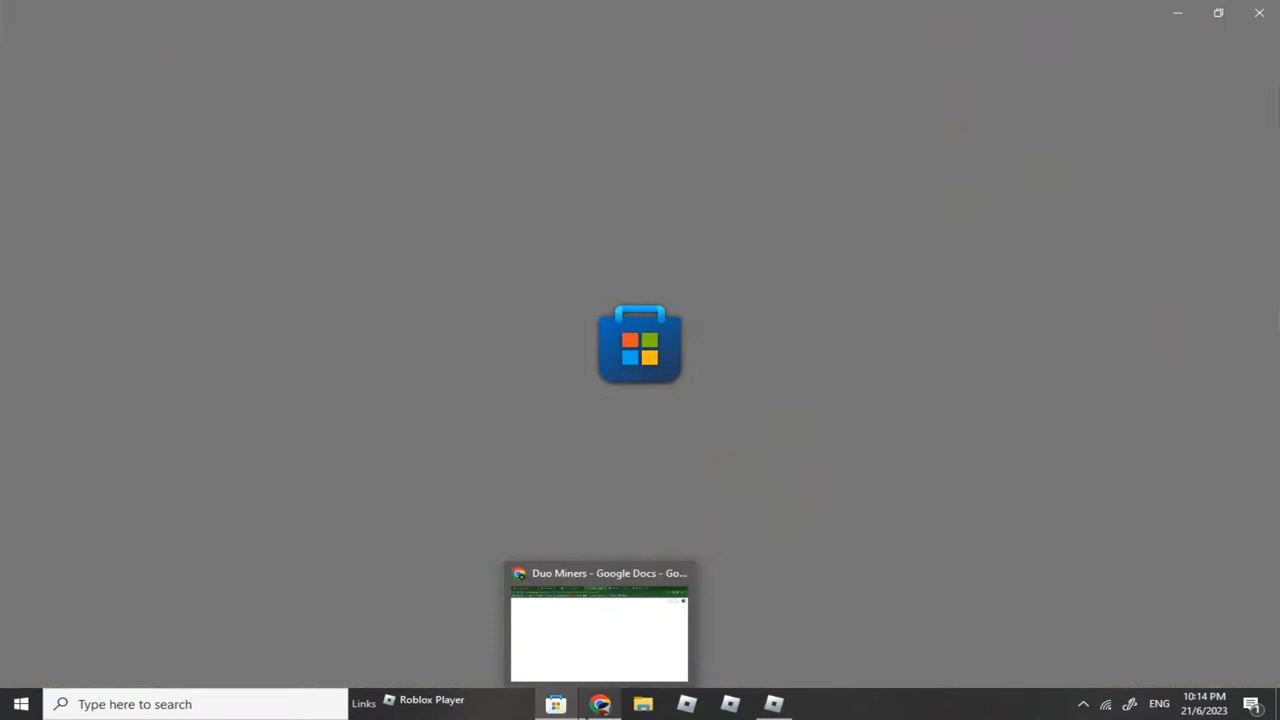 Duo Miners - Google Docs - Go...
Type here to search
Links
Roblox Player
ENG
10:14 PM
21/6/2023
1